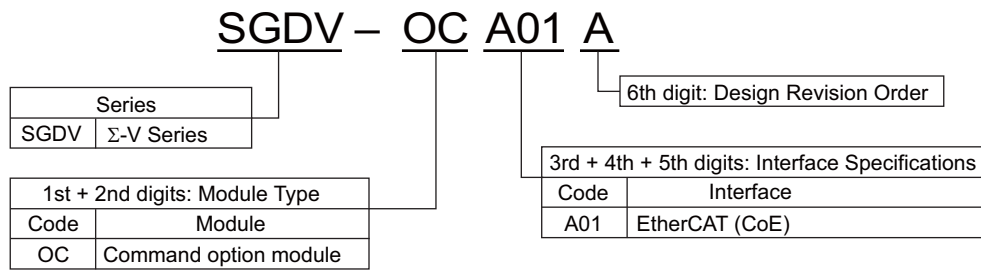 SGDV – OC A01 A
6th digit: Design Revision Order
Series
SGDV Σ-V Series
3rd + 4th + 5th digits: Interface Specifications
Code Interface
A01 EtherCAT (CoE)
1st + 2nd digits: Module Type
Code Module
OC Command option module